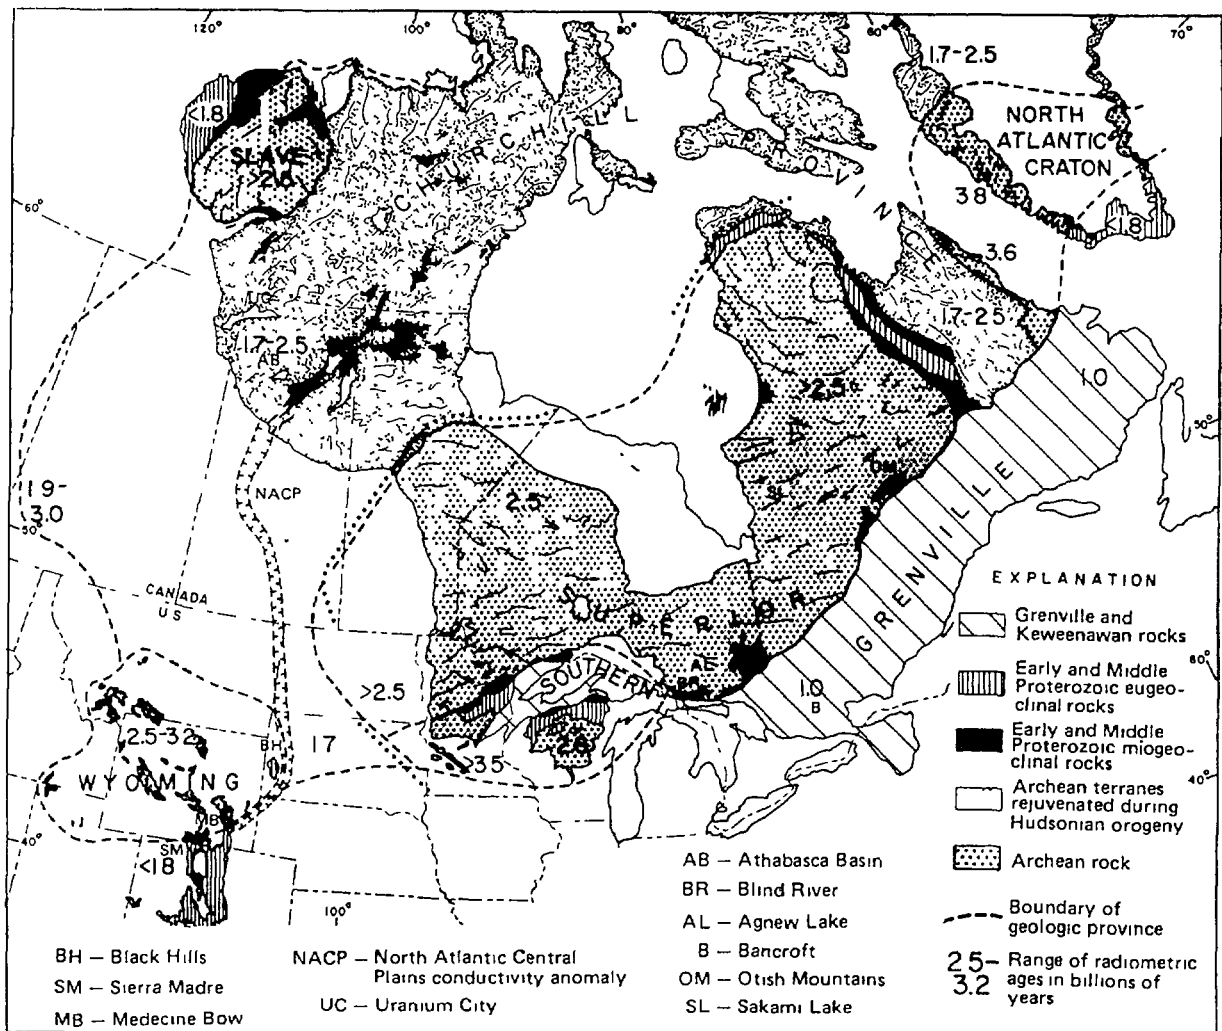 120°
100°
80°
60°
70°
1.7-2.5
<1.8
NORTH
ATLANTIC
CRATON
SLAVE
CHURCHILL
PROVINCE
3.8
<1.8
60°
3.6
UC
1.7-2.5
1.7-2.5
AB
>2.5
1.0
50°
OM
NACP
SL
2.5
1.9-
3.0
50°
GRENVILLE
CANADA
US
SUPERIOR
EXPLANATION
Grenville and
Keweenawan rocks
60°
AE
BR
SOUTHERN
>2.5
1.0
B
Early and Middle
Proterozoic eugeo-
clinal rocks
2.5-3.2
BH
1.7
2.8
>3.5
Early and Middle
Proterozoic miogeo-
clinal rocks
WYOMING
40°
MB
Archean terranes
rejuvenated during
Hudsonian orogeny
40°
SM
<1.8
Archean rock
100°
Boundary of
geologic province
2.5-
3.2
Range of radiometric
ages in billions of
years
AB – Athabasca Basin
BR – Blind River
AL – Agnew Lake
B – Bancroft
OM – Otish Mountains
SL – Sakami Lake
BH – Black Hills
SM – Sierra Madre
MB – Medecine Bow
NACP – North Atlantic Central
Plains conductivity anomaly
UC – Uranium City